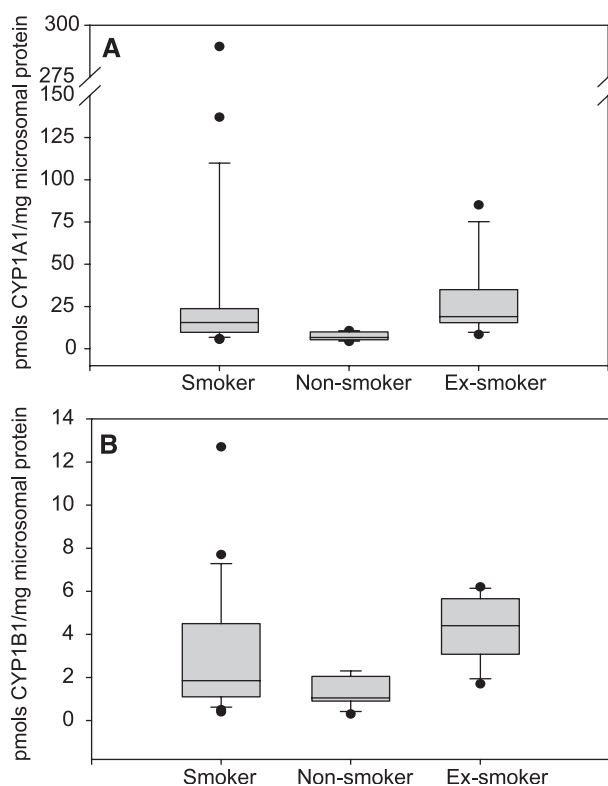 300
A
275
150
125
100
75
50
25
0
pmols CYP1A1/mg microsomal protein
Smoker Non-smoker Ex-smoker
14
B
12
10
8
6
4
2
0
pmols CYP1B1/mg microsomal protein
Smoker Non-smoker Ex-smoker